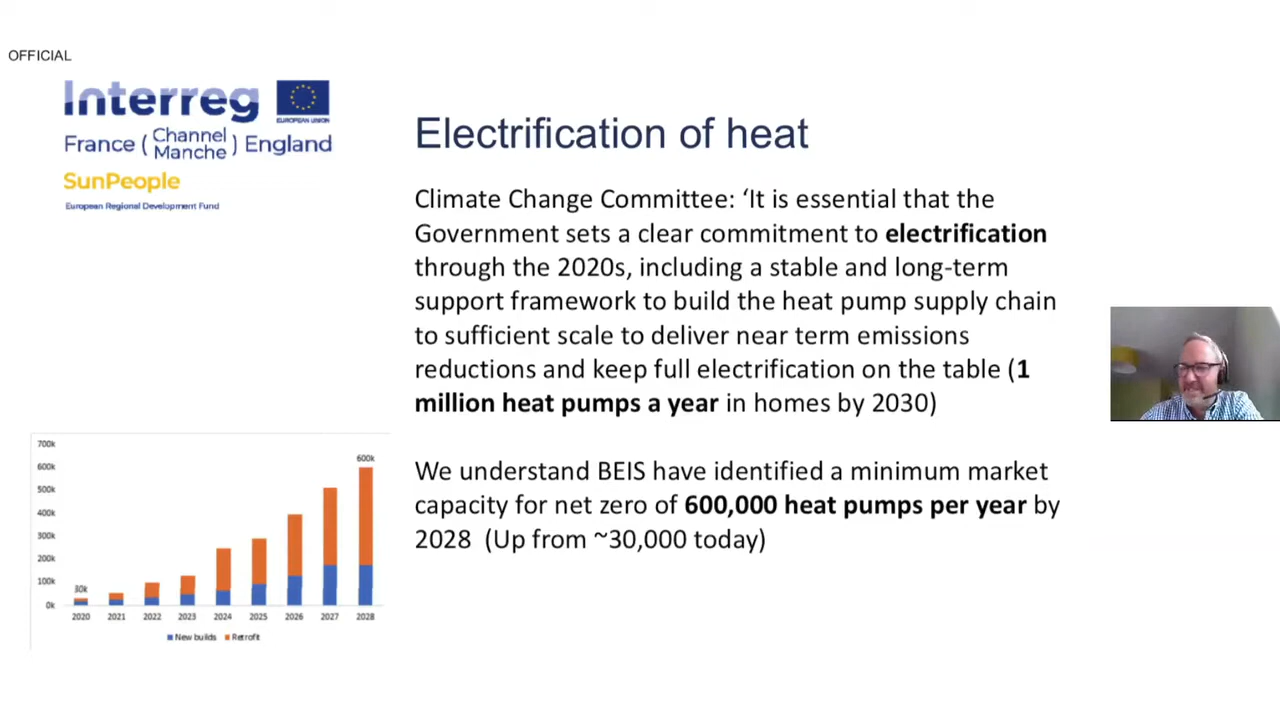 OFFICIAL
Interreg
EUROPEAN UNION
France ( Channel Manche ) England
SunPeople
European Regional Development Fund
Electrification of heat
Climate Change Committee: ‘It is essential that the
Government sets a clear commitment to electrification
through the 2020s, including a stable and long-term
support framework to build the heat pump supply chain
to sufficient scale to deliver near term emissions
reductions and keep full electrification on the table (1
million heat pumps a year in homes by 2030)
We understand BEIS have identified a minimum market
capacity for net zero of 600,000 heat pumps per year by
2028 (Up from ~30,000 today)
700k
600k
500k
400k
300k
200k
100k
0k
30k
600k
2020 2021 2022 2023 2024 2025 2026 2027 2028
New builds Retrofit